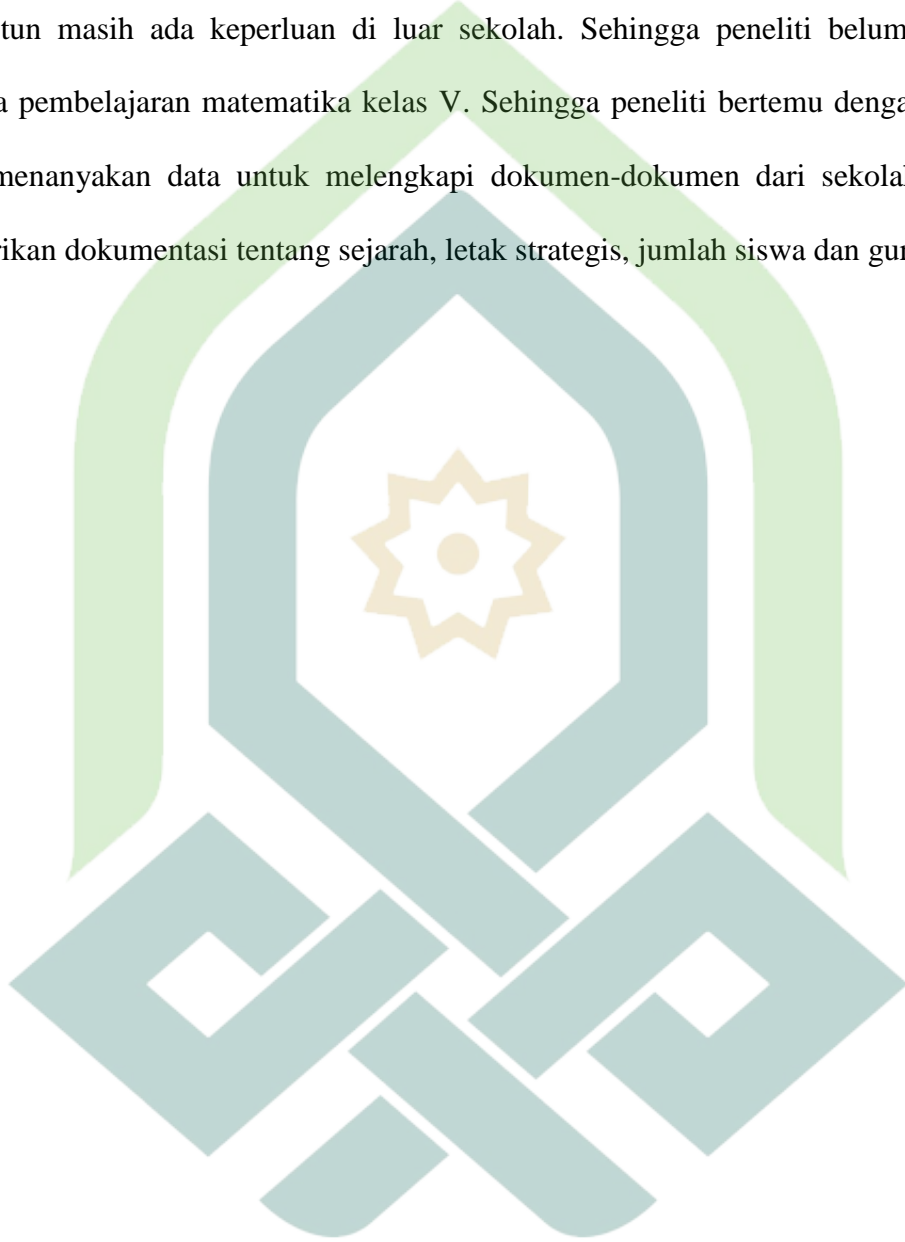 tun masih ada keperluan di luar sekolah. Sehingga peneliti belum
pembelajaran matematika kelas V. Sehingga peneliti bertemu denga
menanyakan data untuk melengkapi dokumen-dokumen dari sekola
rikan dokumentasi tentang sejarah, letak strategis, jumlah siswa dan gur